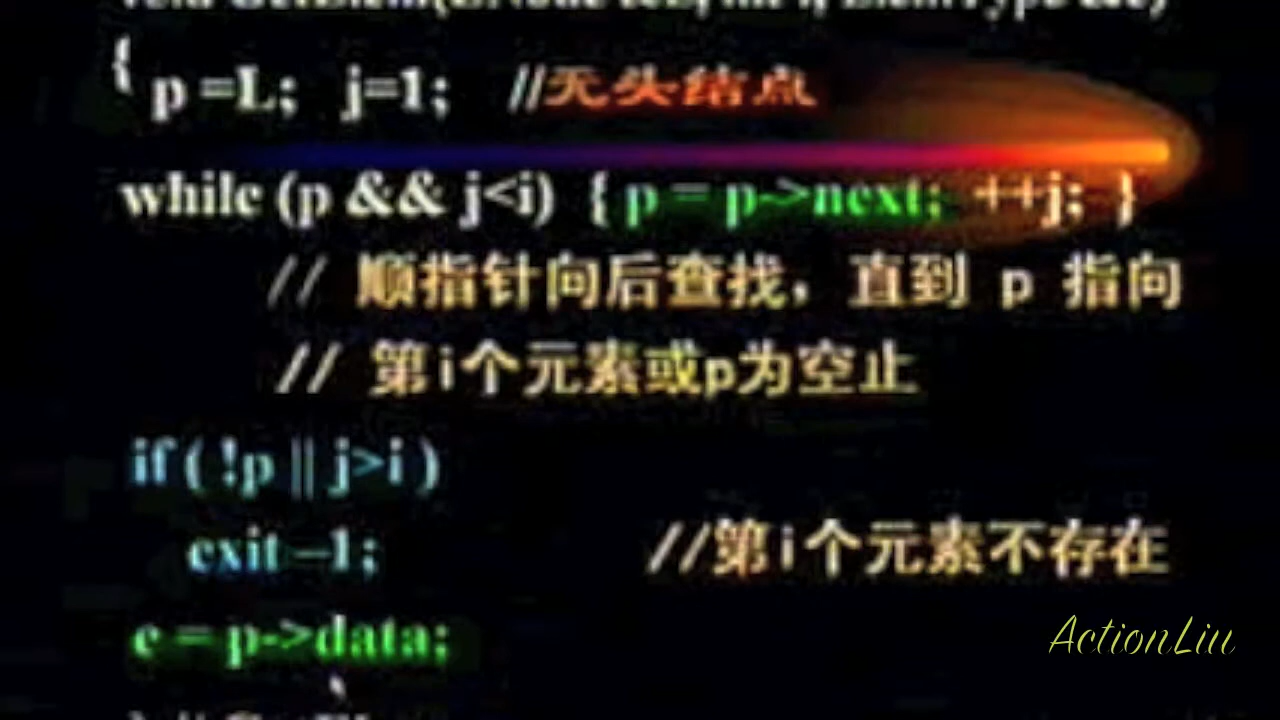 { p =L; j=1; //无头结点
while (p && j<i) { p = p->next; ++j; }
// 顺指针向后查找，直到 p 指向
// 第i个元素或p为空止
if ( !p || j>i )
exit –1; //第i个元素不存在
e = p->data;
ActionLiu